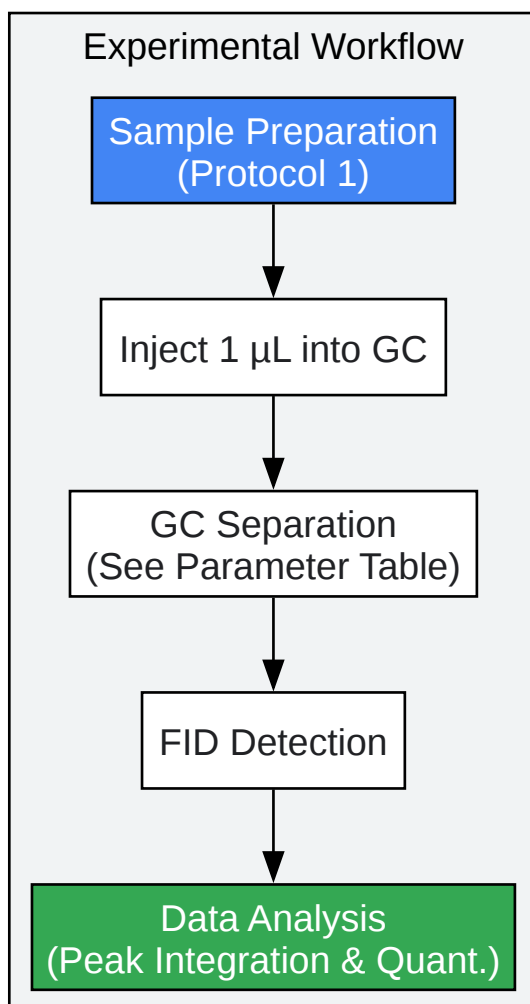 Experimental Workflow
Sample Preparation
(Protocol 1)
Inject 1 µL into GC
GC Separation
(See Parameter Table)
FID Detection
Data Analysis
(Peak Integration & Quant.)